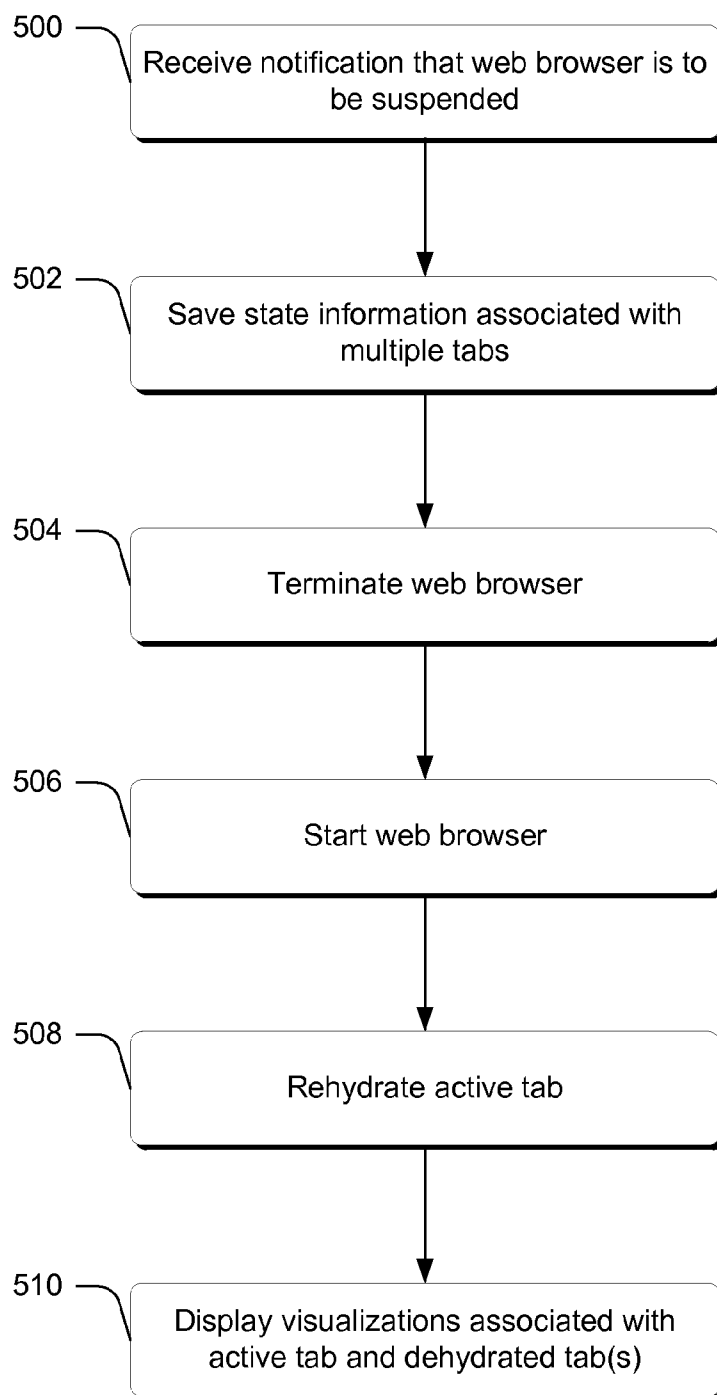 500
Receive notification that web browser is to
be suspended
502
Save state information associated with
multiple tabs
504
Terminate web browser
506
Start web browser
508
Rehydrate active tab
510
Display visualizations associated with
active tab and dehydrated tab(s)